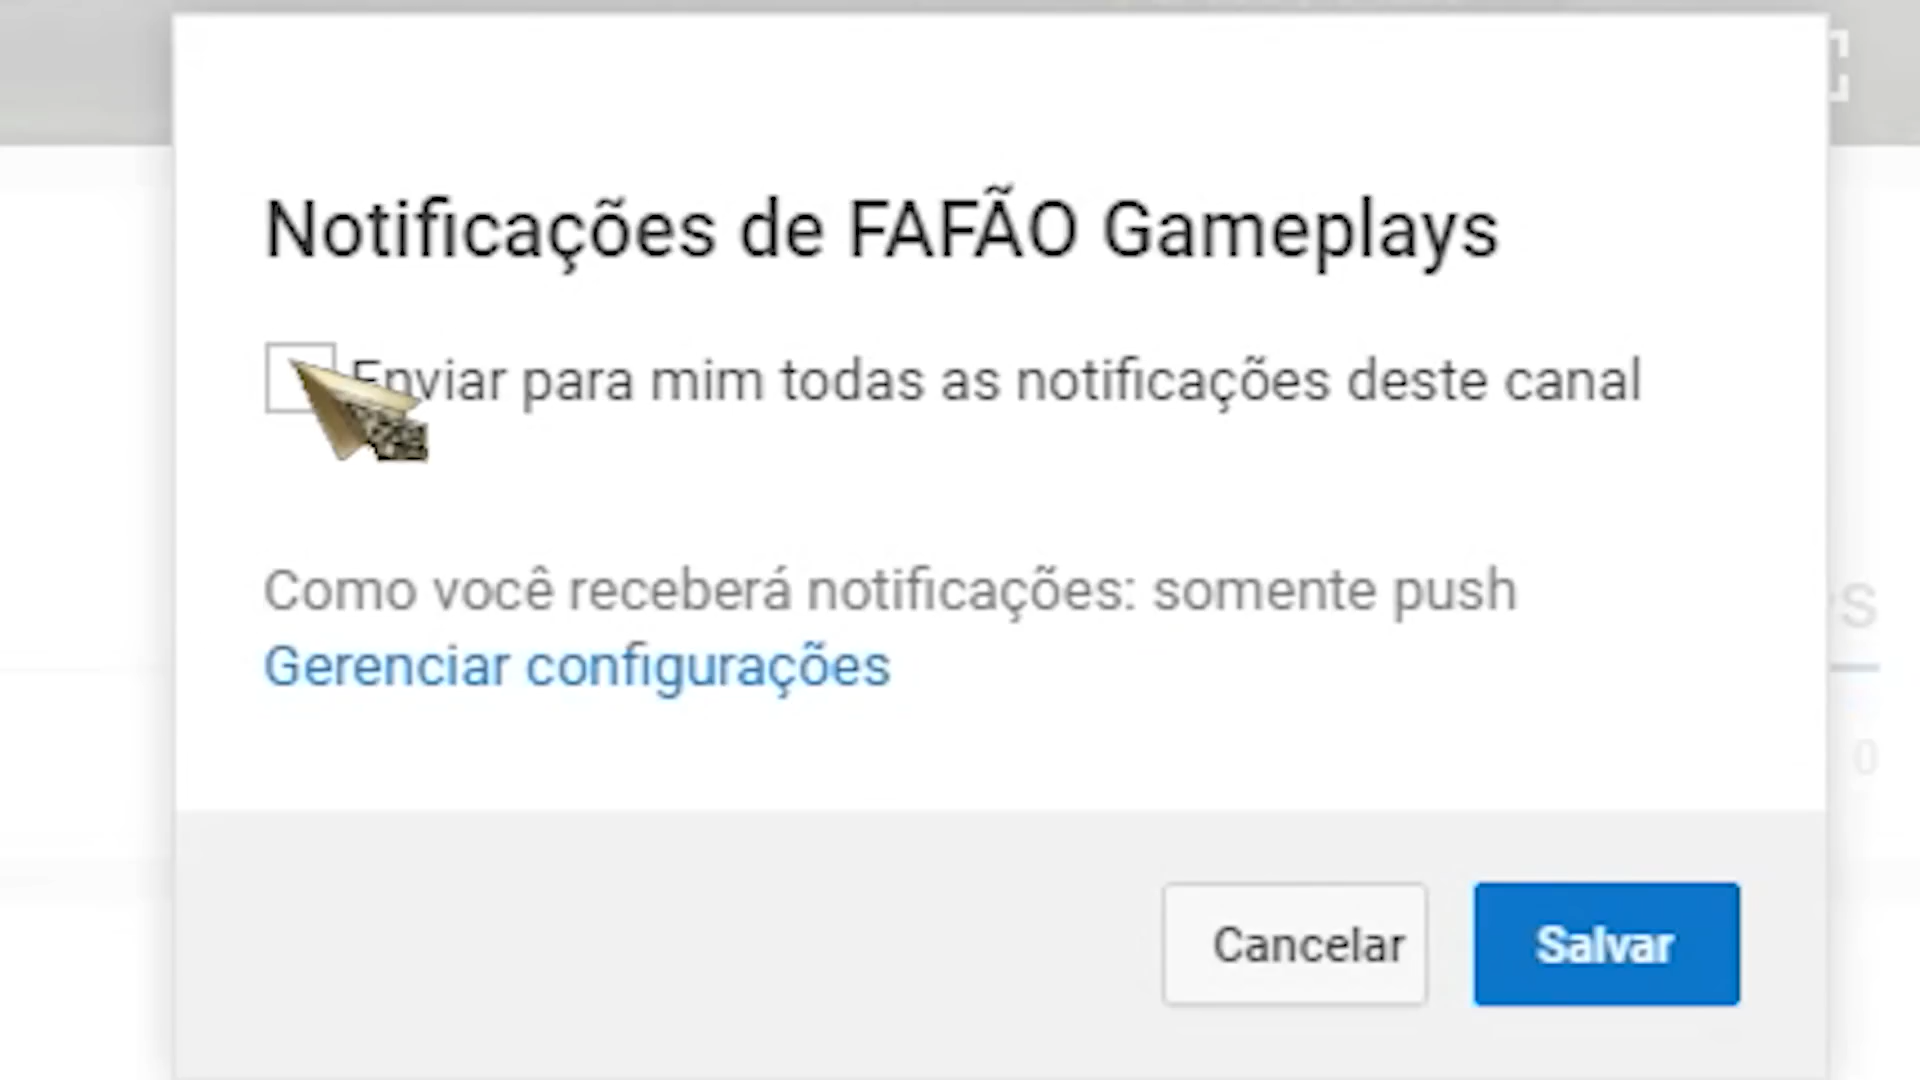 Notificações de FAFÃO Gameplays
Enviar para mim todas as notificações deste canal
Como você receberá notificações: somente push
Gerenciar configurações
0
Cancelar Salvar